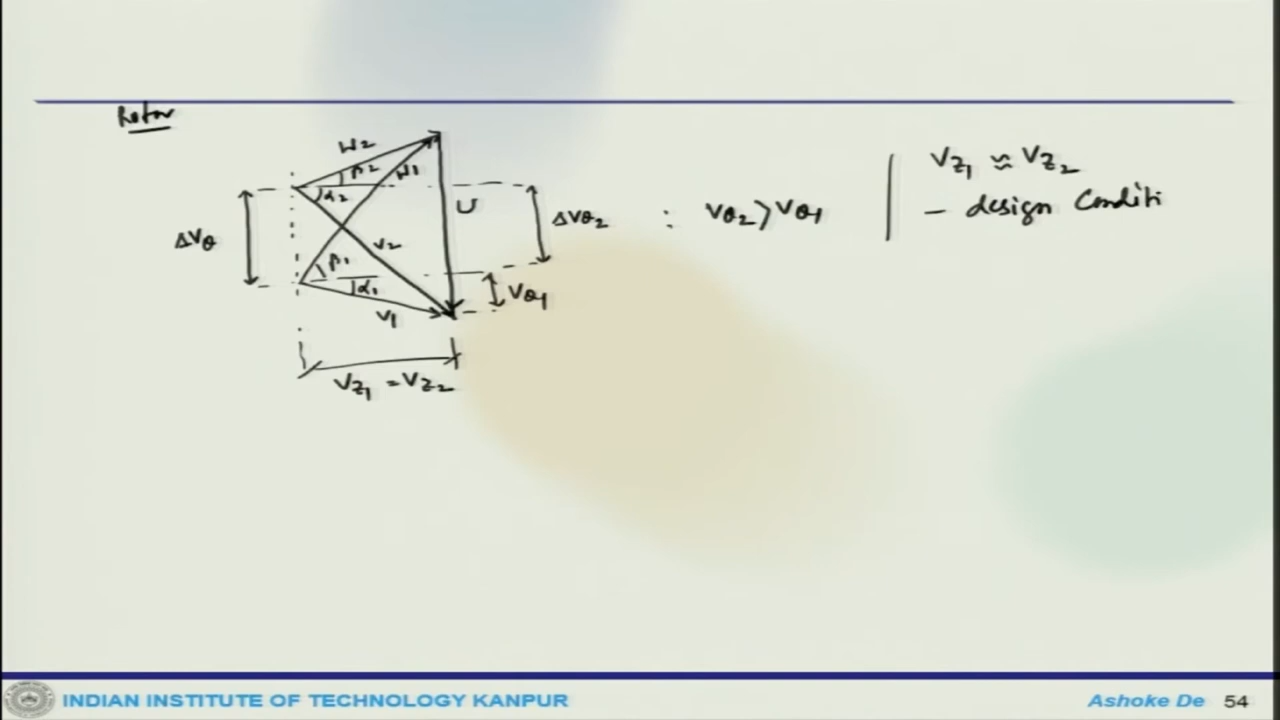 Rotor
W2
β2
W1
α2
U
ΔVθ
ΔVθ2
: Vθ2 > Vθ1
VZ1 ≈ VZ2
– design Conditi
V2
β1
α1
Vθ1
V1
VZ1 = VZ2
INDIAN INSTITUTE OF TECHNOLOGY KANPUR
Ashoke De 54